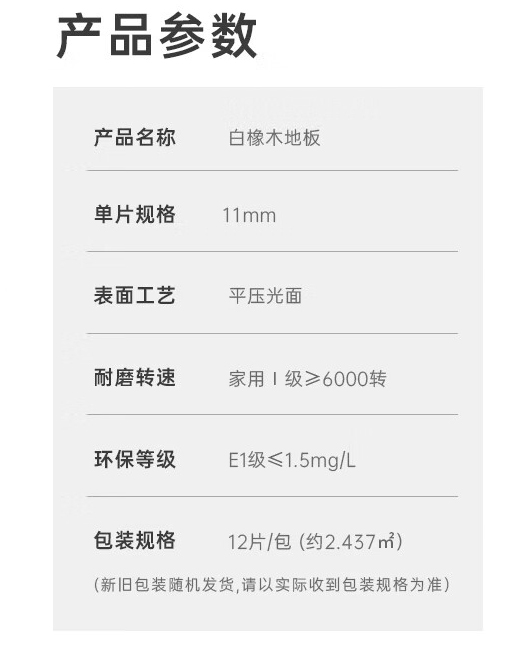 产品参数
产品名称 白橡木地板
单片规格 11mm
表面工艺 平压光面
耐磨转速 家用Ⅰ级≥6000转
环保等级 E1级≤1.5mg/L
包装规格 12片/包 (约2.437㎡)
(新旧包装随机发货,请以实际收到包装规格为准)